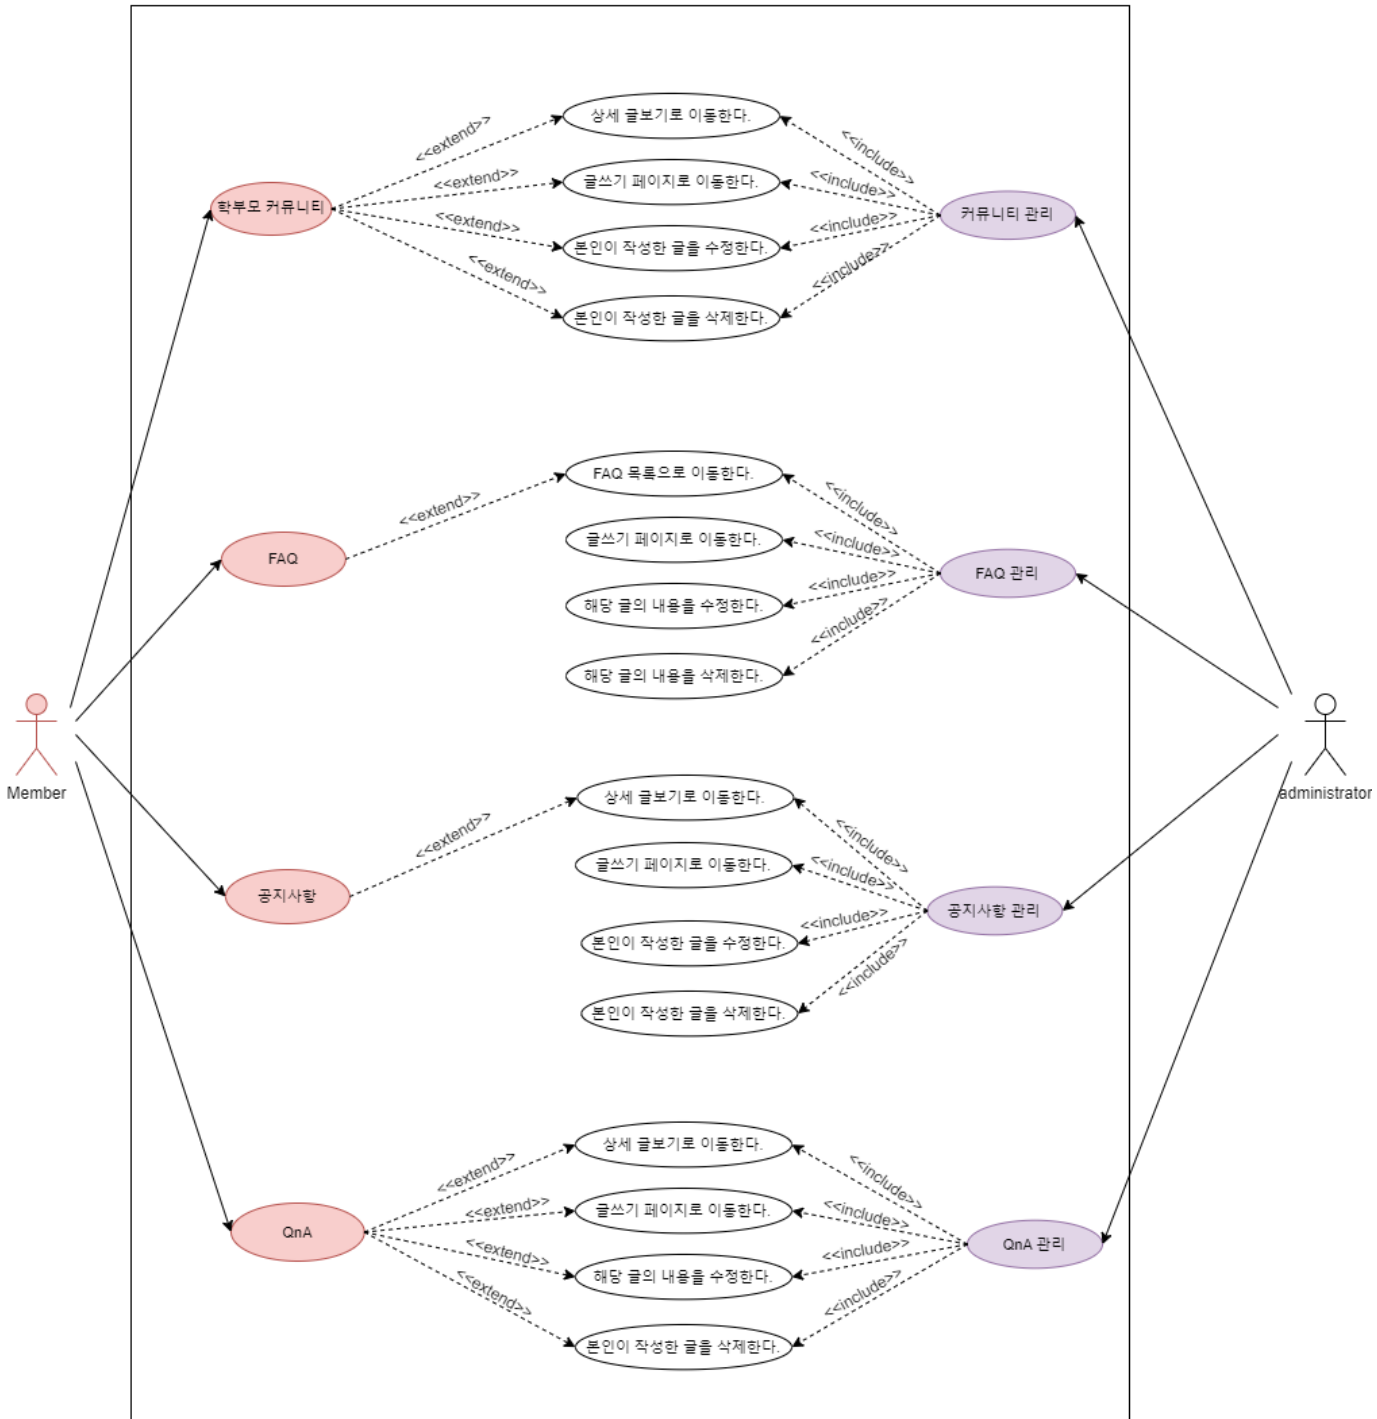 상세 글보기로 이동한다.
<<extend>>
<<include>>
글쓰기 페이지로 이동한다.
<<extend>>
<<include>>
학부모 커뮤니티
커뮤니티 관리
<<extend>>
<<include>>
본인이 작성한 글을 수정한다.
<<extend>>
<<include>>
본인이 작성한 글을 삭제한다.
FAQ 목록으로 이동한다.
<<extend>>
<<include>>
글쓰기 페이지로 이동한다.
<<include>>
FAQ
FAQ 관리
<<include>>
해당 글의 내용을 수정한다.
<<include>>
해당 글의 내용을 삭제한다.
Member
administrator
상세 글보기로 이동한다.
<<extend>>
<<include>>
글쓰기 페이지로 이동한다.
<<include>>
공지사항
공지사항 관리
<<include>>
본인이 작성한 글을 수정한다.
<<include>>
본인이 작성한 글을 삭제한다.
상세 글보기로 이동한다.
<<extend>>
<<include>>
글쓰기 페이지로 이동한다.
<<extend>>
<<include>>
QnA
QnA 관리
<<extend>>
<<include>>
해당 글의 내용을 수정한다.
<<extend>>
<<include>>
본인이 작성한 글을 삭제한다.